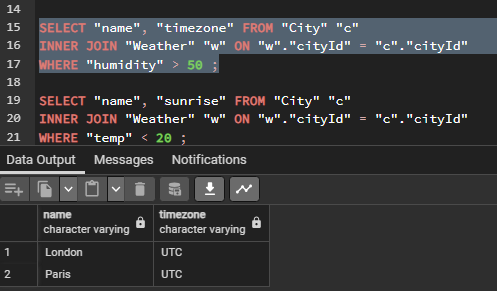 14
15 SELECT "name", "timezone" FROM "City" "c"
16 INNER JOIN "Weather" "w" ON "w"."cityId" = "c"."cityId"
17 WHERE "humidity" > 50 ;
18
19 SELECT "name", "sunrise" FROM "City" "c"
20 INNER JOIN "Weather" "w" ON "w"."cityId" = "c"."cityId"
21 WHERE "temp" < 20 ;
Data Output Messages Notifications
name timezone
character varying character varying
1 London UTC
2 Paris UTC